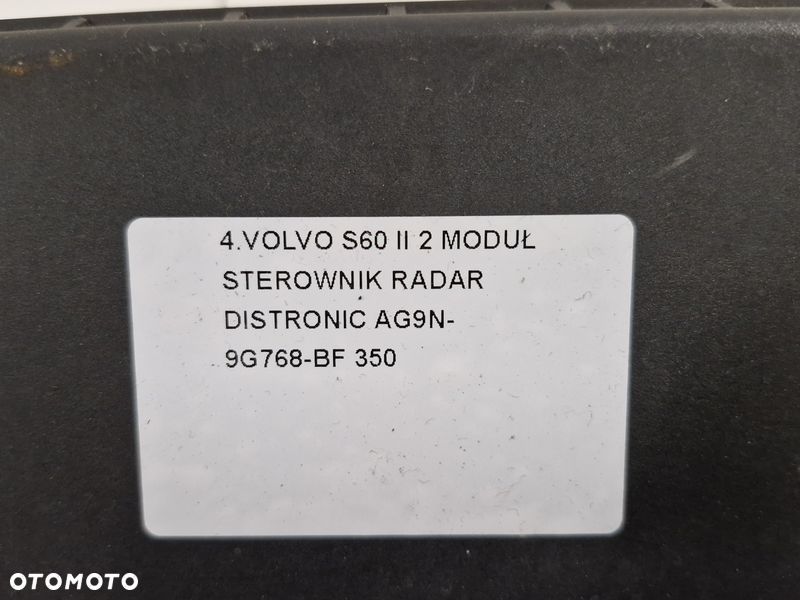 4.VOLVO S60 II 2 MODUŁ
STEROWNIK RADAR
DISTRONIC AG9N-
9G768-BF 350
OTOMOTO